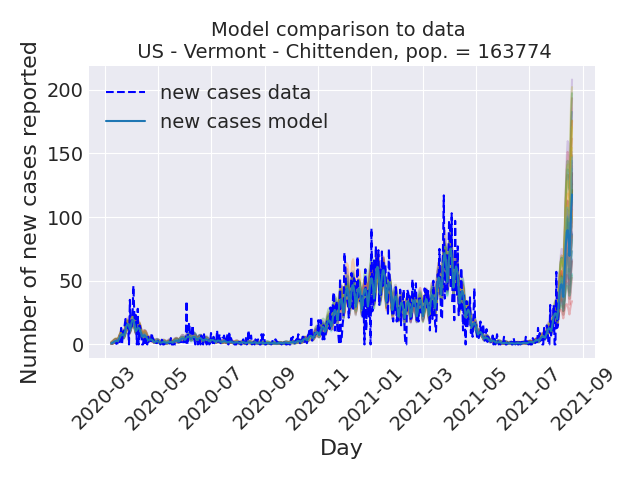 Model comparison to data
US - Vermont - Chittenden, pop. = 163774
Number of new cases reported
200
150
100
50
0
new cases data
new cases model
2020-03
2020-05
2020-07
2020-09
2020-11
2021-01
2021-03
2021-05
2021-07
2021-09
Day